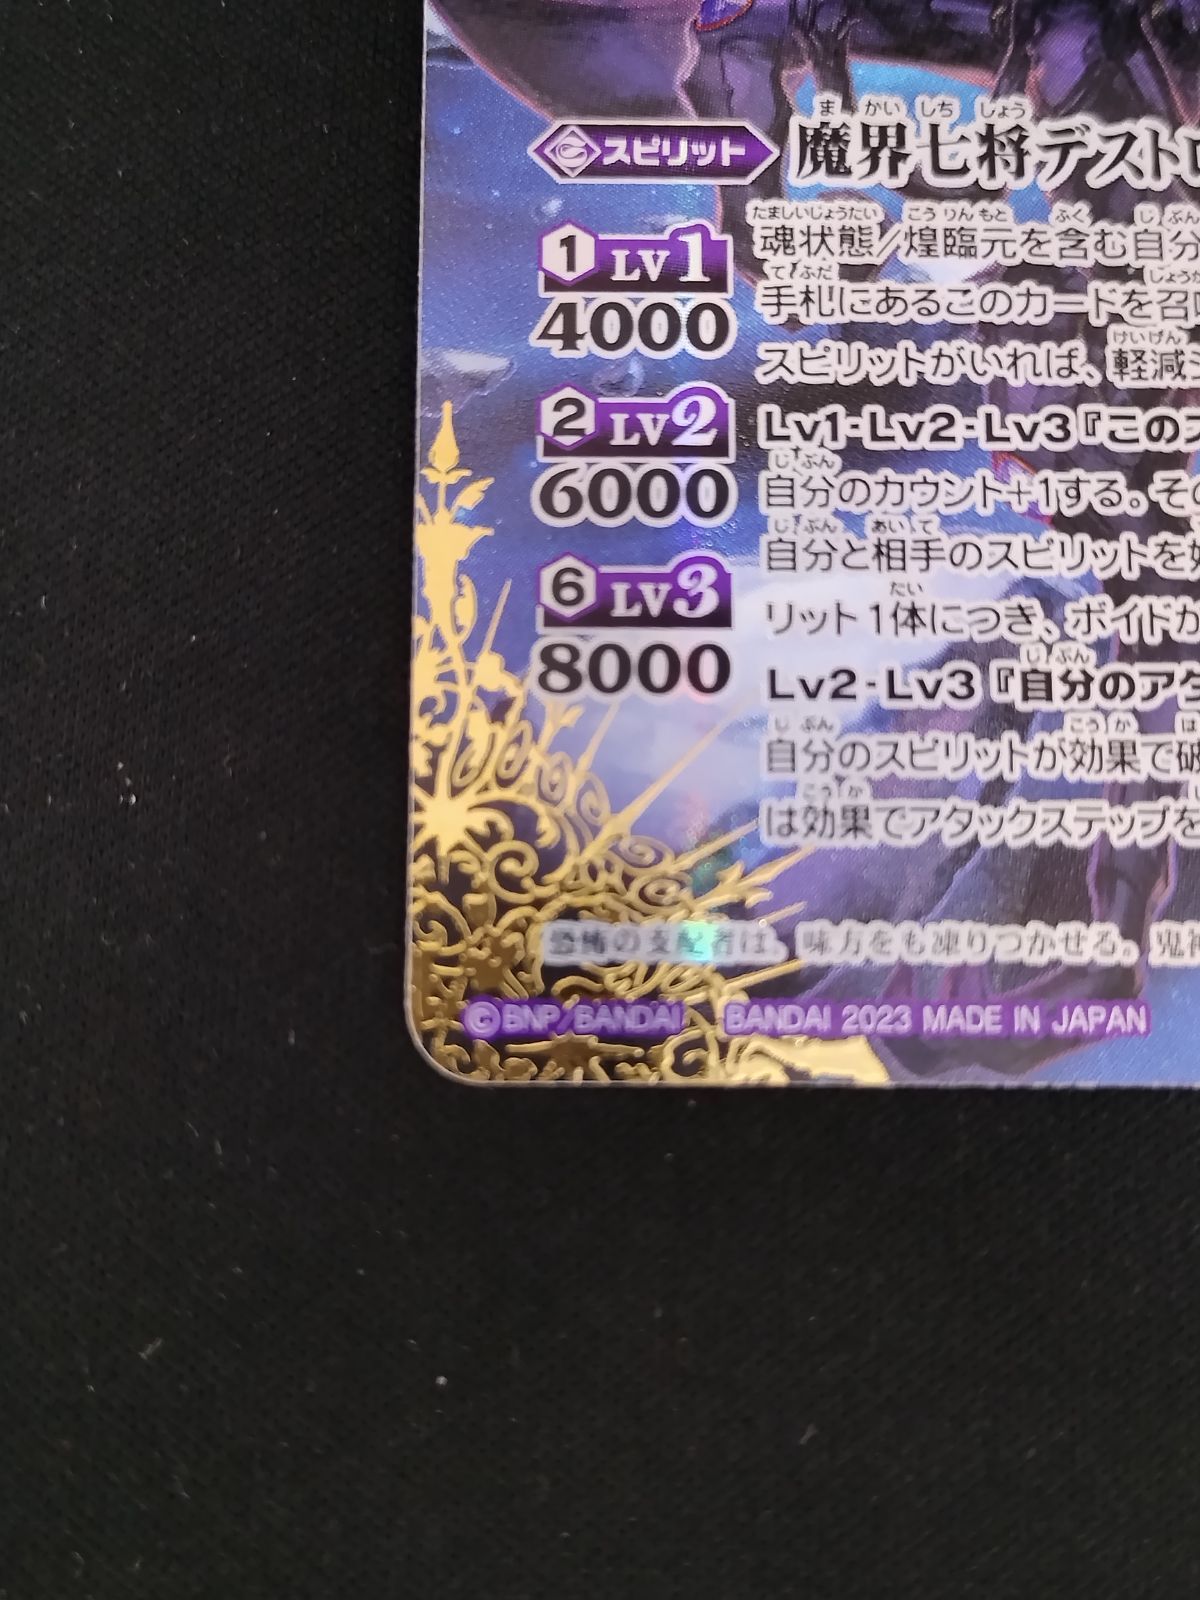 スピリット
ま かい しち しょう
魔界七将デスト
1 LV1
4000
2 LV2
6000
6 LV3
8000
たましいじょうたい こうりんもと ふく じぶん
魂状態/煌臨元を含む自分
てふだ
手札にあるこのカードを召
けいげん
スピリットがいれば、軽減
Lv1・Lv2・Lv3『この
じぶん
自分のカウント+1する。そ
じぶん あいて
自分と相手のスピリットを
たい
リット1体につき、ボイドか
じぶん
Lv2・Lv3『自分のアタ
じぶん こうか は
自分のスピリットが効果で破
こうか
は効果でアタックステップを
恐怖の支配者は、味方をも凍りつかせる。鬼
©BNP/BANDAI BANDAI 2023 MADE IN JAPAN